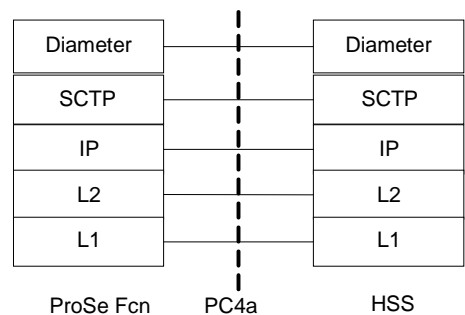 Diameter Diameter
SCTP SCTP
IP IP
L2 L2
L1 L1
ProSe Fcn PC4a HSS